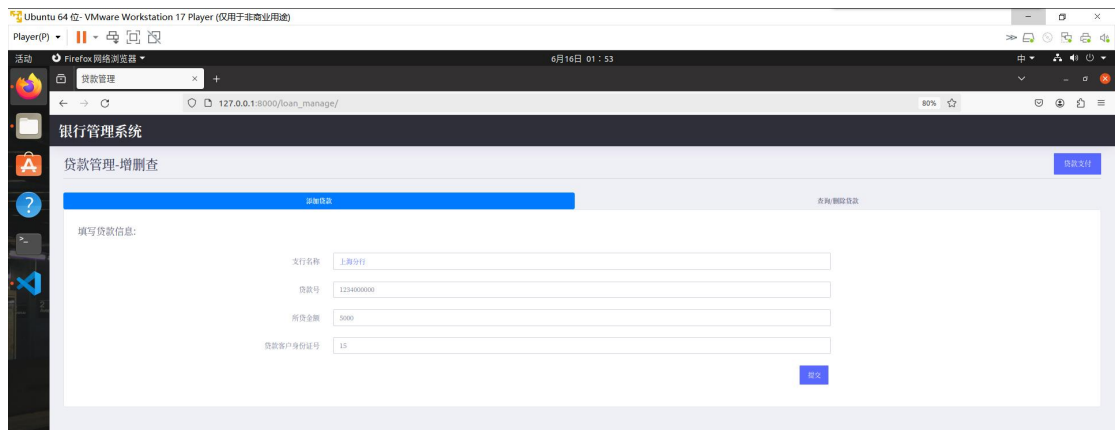 Ubuntu 64 位- VMware Workstation 17 Player (仅用于非商业用途)
Player(P)
活动 Firefox 网络浏览器 6月16日 01：53 中
贷款管理
127.0.0.1:8000/loan_manage/ 80%
银行管理系统
贷款管理-增删查 贷款支付
添加贷款 查询/删除贷款
填写贷款信息:
支行名称 上海分行
贷款号 1234000000
所贷金额 5000
贷款客户身份证号 15
提交